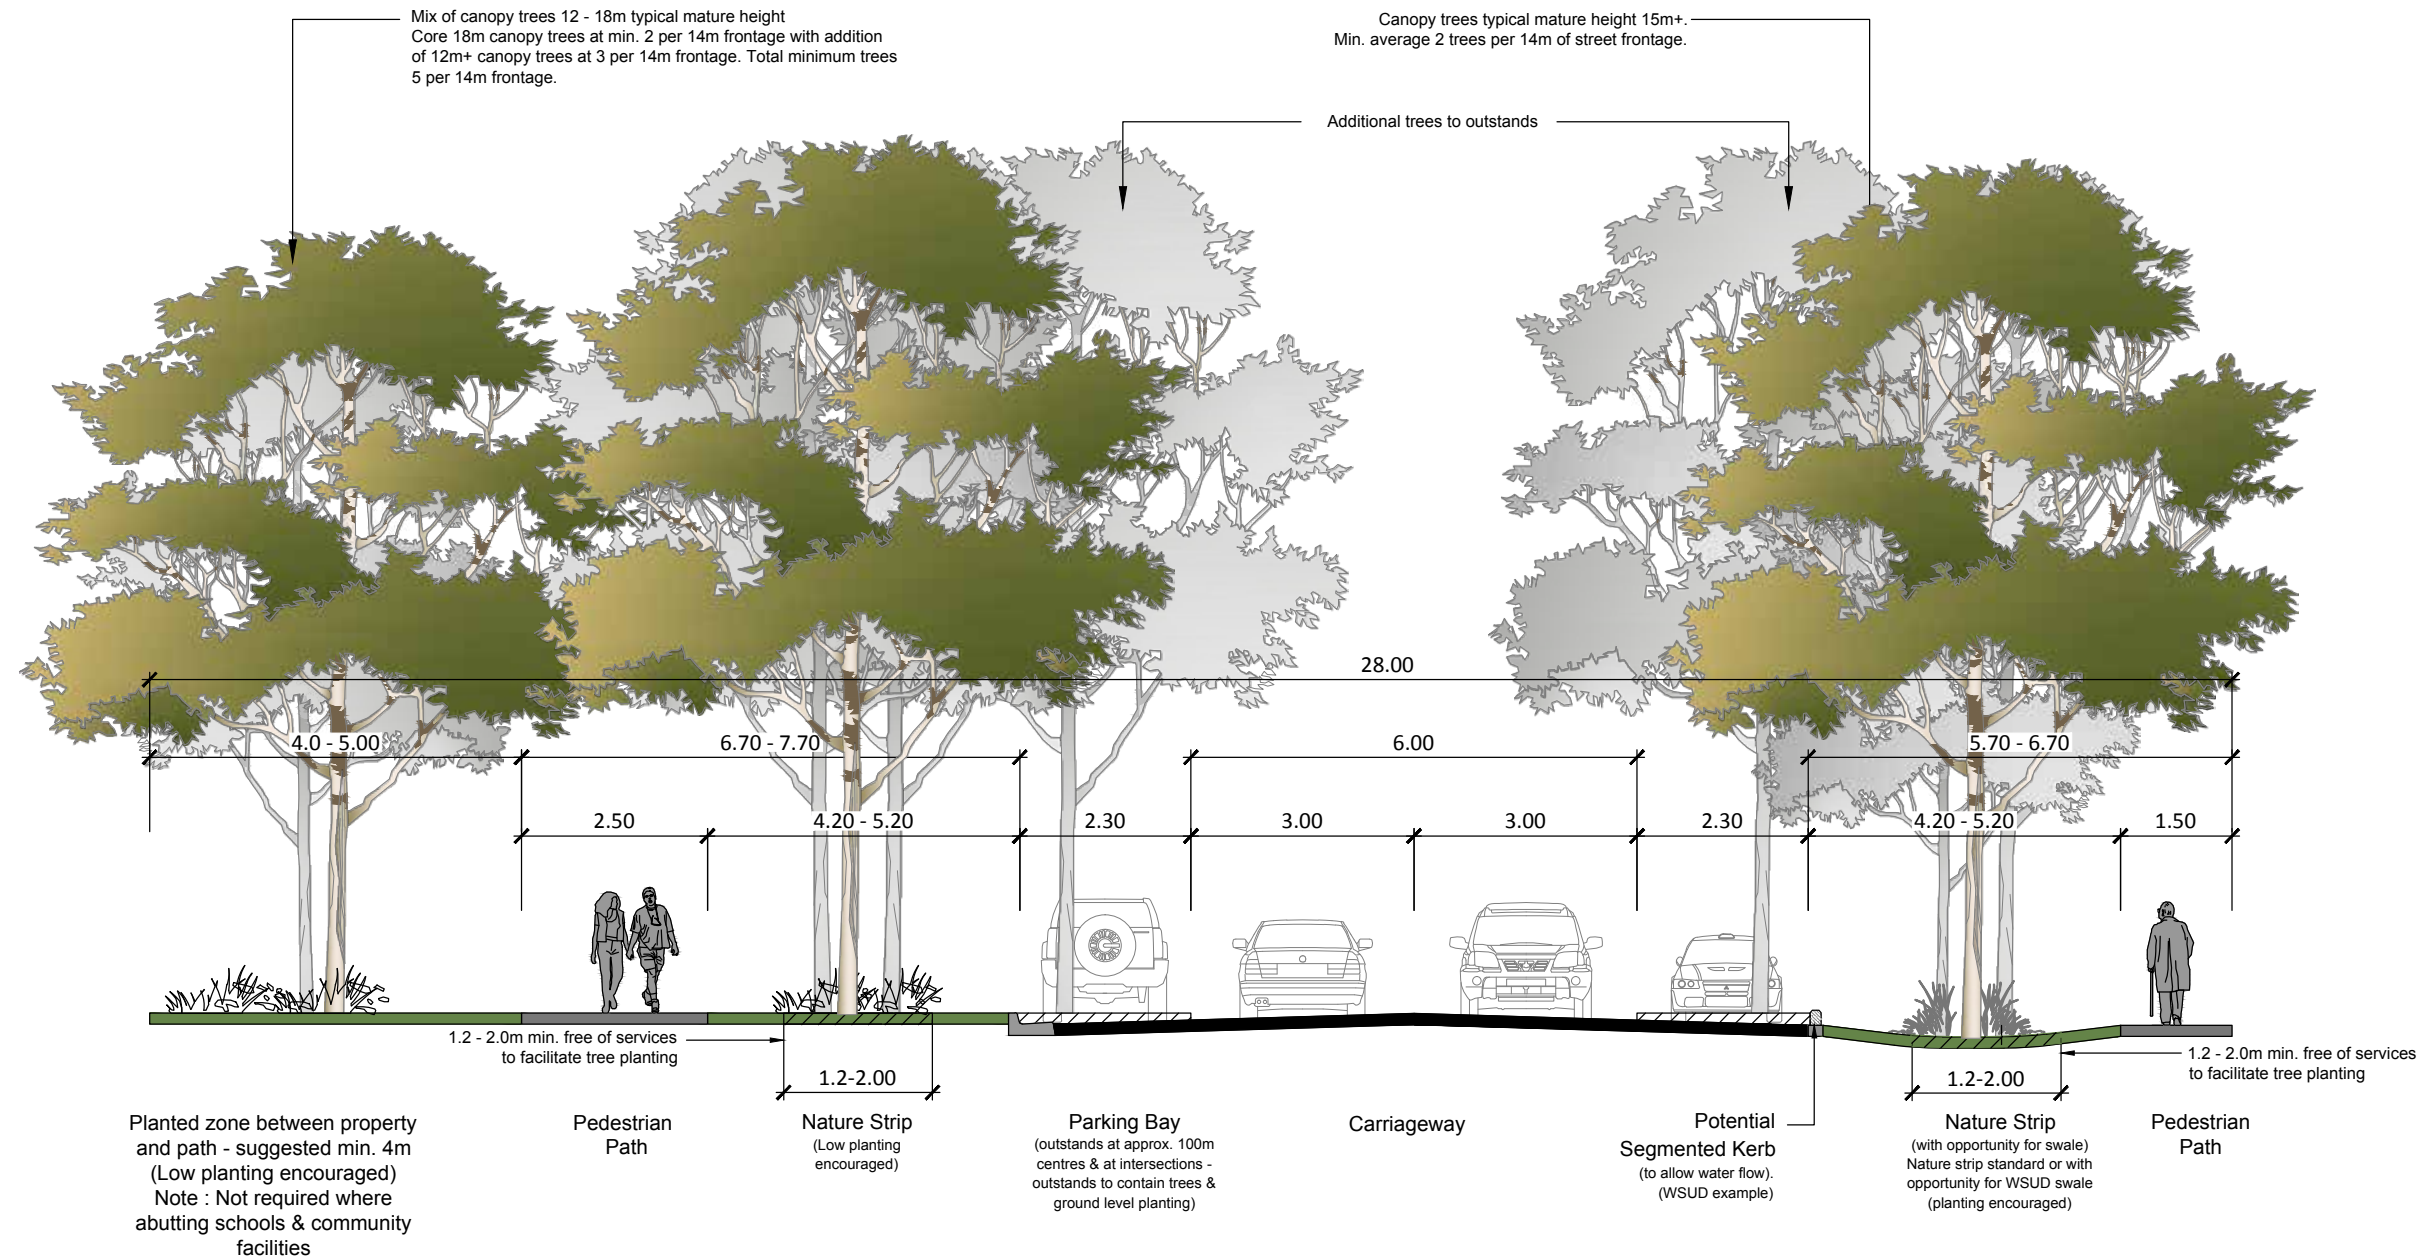 Mix of canopy trees 12 - 18m typical mature height
Core 18m canopy trees at min. 2 per 14m frontage with addition
of 12m+ canopy trees at 3 per 14m frontage. Total minimum trees
5 per 14m frontage.
Canopy trees typical mature height 15m+.
Min. average 2 trees per 14m of street frontage.
Additional trees to outstands
28.00
4.0 - 5.00
6.70 - 7.70
6.00
5.70 - 6.70
2.50
4.20 - 5.20
2.30
3.00
3.00
2.30
4.20 - 5.20
1.50
1.2 - 2.0m min. free of services
to facilitate tree planting
1.2-2.00
1.2 - 2.0m min. free of services
to facilitate tree planting
1.2-2.00
Planted zone between property
and path - suggested min. 4m
(Low planting encouraged)
Note : Not required where
abutting schools & community
facilities
Pedestrian
Path
Nature Strip
(Low planting
encouraged)
Parking Bay
(outstands at approx. 100m
centres & at intersections -
outstands to contain trees &
ground level planting)
Carriageway
Potential
Segmented Kerb
(to allow water flow).
(WSUD example)
Nature Strip
(with opportunity for swale)
Nature strip standard or with
opportunity for WSUD swale
(planting encouraged)
Pedestrian
Path